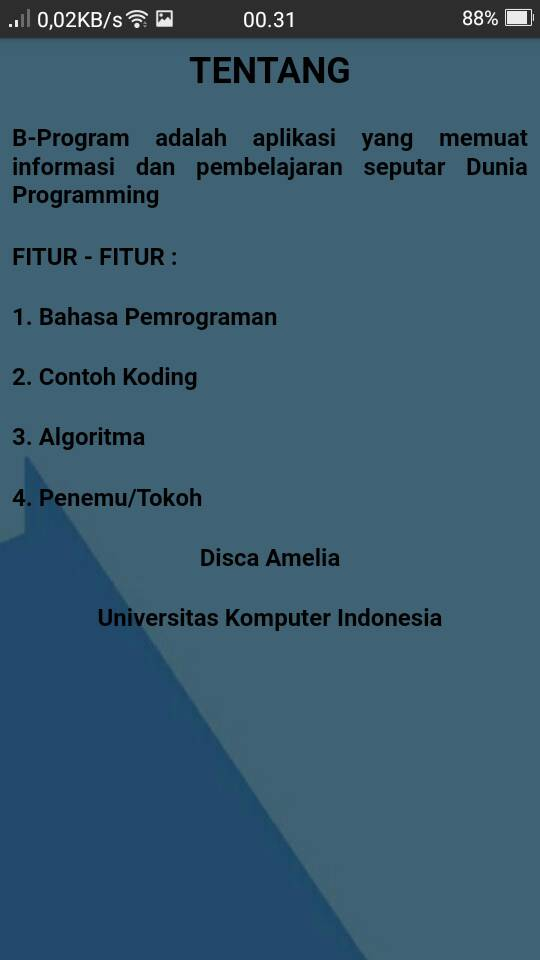 0,02KB/s 00.31 88%
TENTANG
B-Program adalah aplikasi yang memuat
informasi dan pembelajaran seputar Dunia
Programming
FITUR - FITUR :
1. Bahasa Pemrograman
2. Contoh Koding
3. Algoritma
4. Penemu/Tokoh
Disca Amelia
Universitas Komputer Indonesia